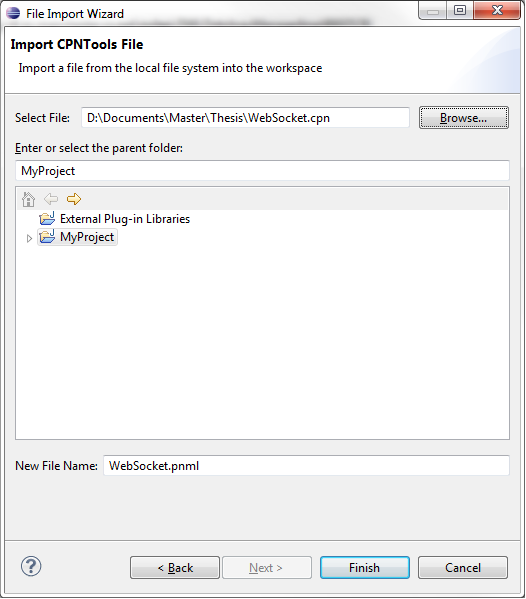 File Import Wizard
Import CPNTools File
Import a file from the local file system into the workspace
Select File: D:\Documents\Master\Thesis\WebSocket.cpn Browse...
Enter or select the parent folder:
MyProject
External Plug-in Libraries
MyProject
New File Name: WebSocket.pnml
? < Back Next > Finish Cancel